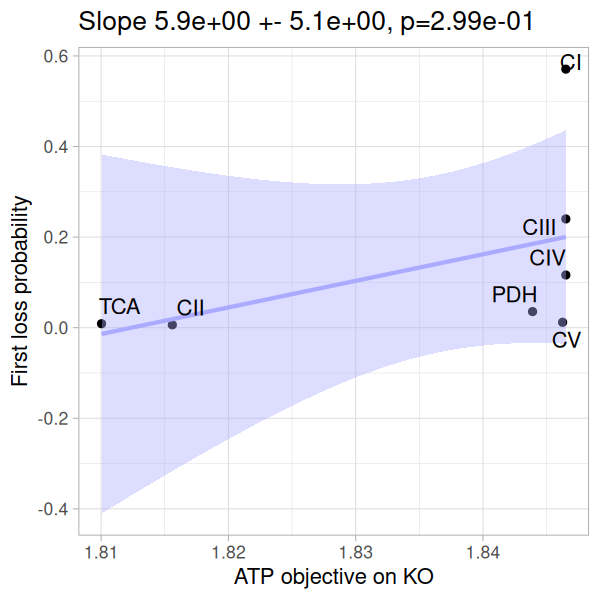 Slope 5.9e+00 +- 5.1e+00, p=2.99e-01
First loss probability
0.6
0.4
0.2
0.0
-0.2
-0.4
CI
CIII
CIV
PDH
TCA
CII
CV
1.81
1.82
1.83
1.84
ATP objective on KO